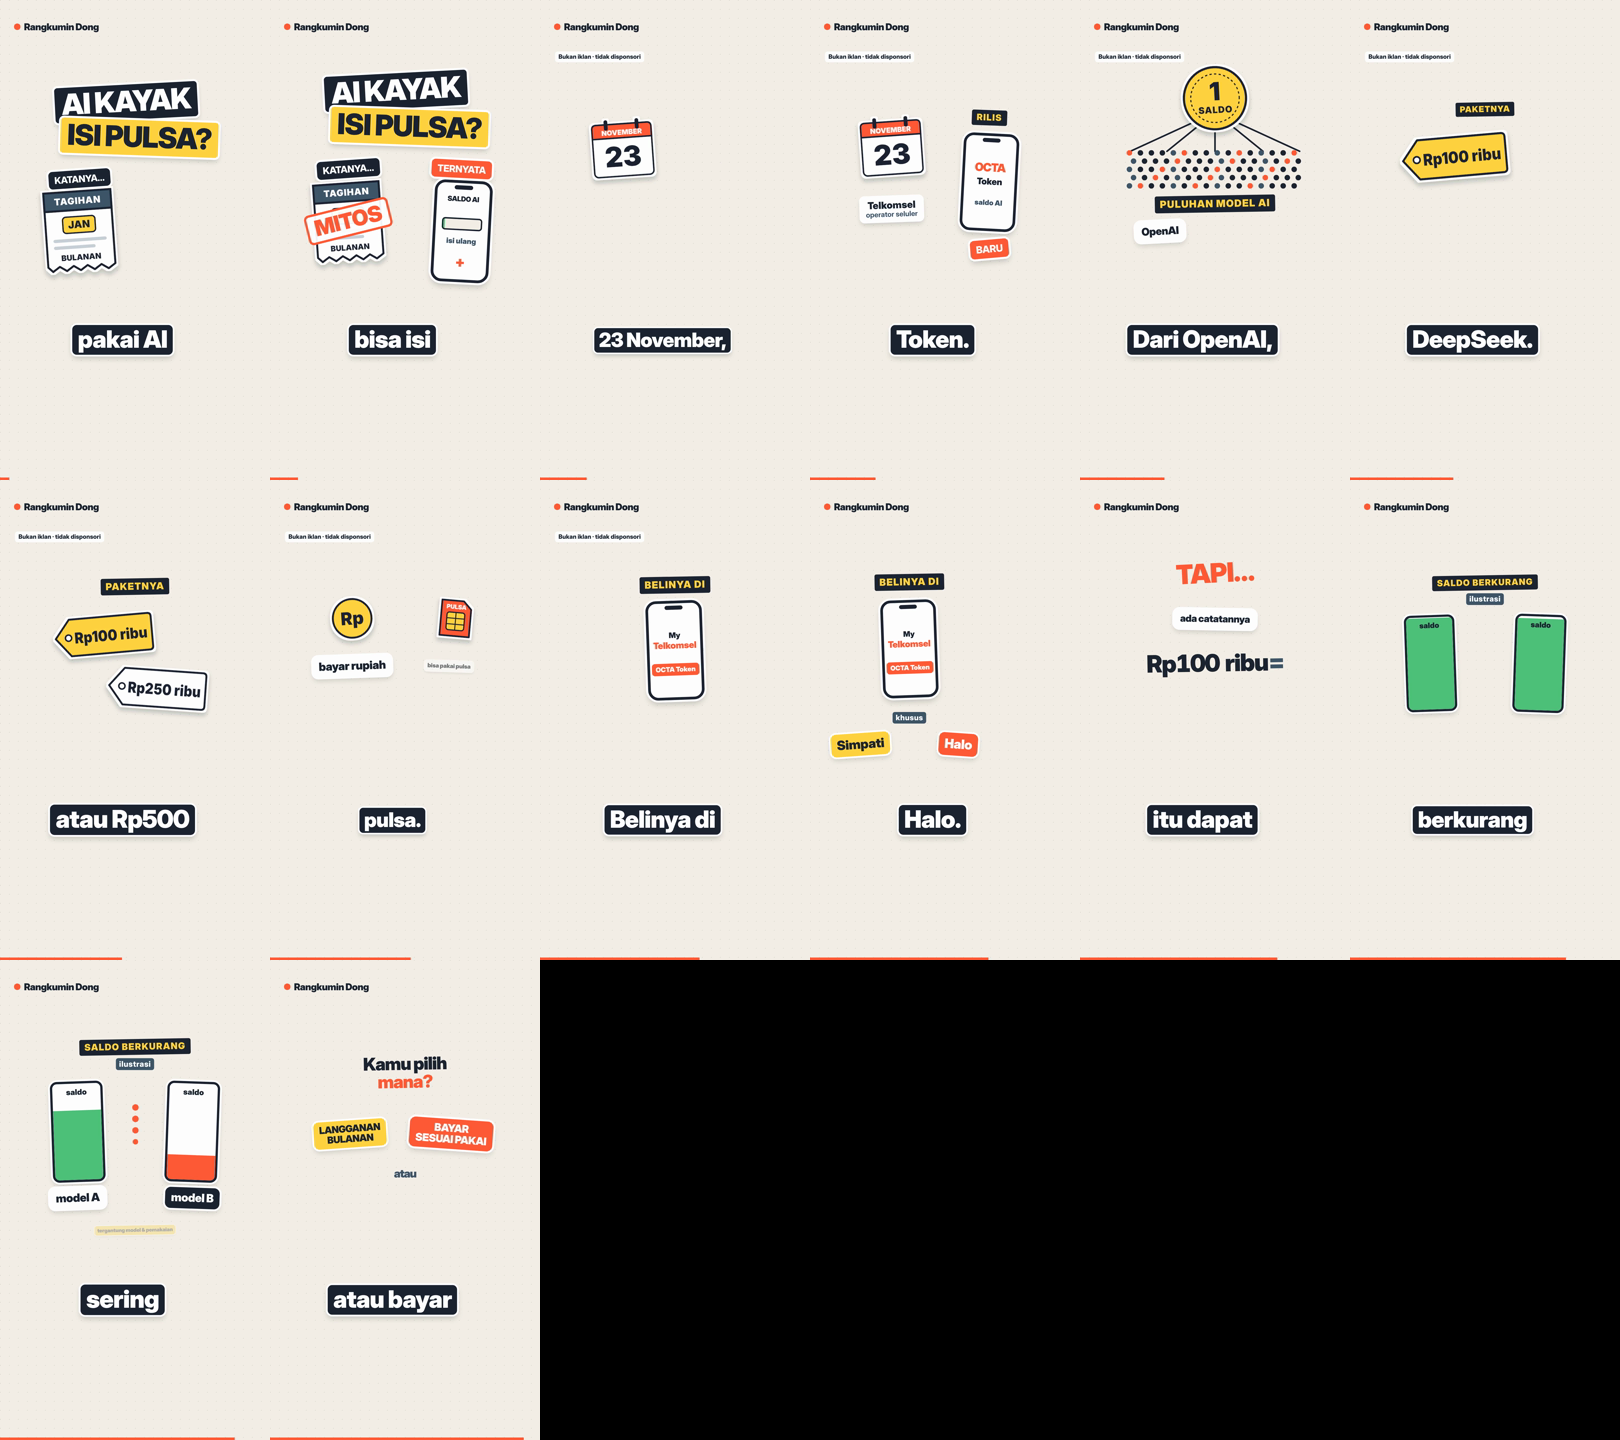 Rangkumin Dong
AI KAYAK
ISI PULSA?
KATANYA...
TAGIHAN
JAN
BULANAN
pakai AI
Rangkumin Dong
AI KAYAK
ISI PULSA?
KATANYA...
TERNYATA
TAGIHAN
MITOS
BULANAN
SALDO AI
isi ulang
+
bisa isi
Rangkumin Dong
Bukan iklan - tidak disponsori
NOVEMBER
23
23 November,
Rangkumin Dong
Bukan iklan - tidak disponsori
NOVEMBER
23
Telkomsel
operator seluler
RILIS
OCTA
Token
saldo AI
BARU
Token.
Rangkumin Dong
Bukan iklan - tidak disponsori
1
SALDO
PULUHAN MODEL AI
OpenAI
Dari OpenAI,
Rangkumin Dong
Bukan iklan - tidak disponsori
PAKETNYA
Rp100 ribu
DeepSeek.
Rangkumin Dong
Bukan iklan - tidak disponsori
PAKETNYA
Rp100 ribu
Rp250 ribu
atau Rp500
Rangkumin Dong
Bukan iklan - tidak disponsori
Rp
bayar rupiah
PULSA
bisa pakai pulsa
pulsa.
Rangkumin Dong
Bukan iklan - tidak disponsori
BELINYA DI
My
Telkomsel
OCTA Token
Belinya di
Rangkumin Dong
BELINYA DI
My
Telkomsel
OCTA Token
khusus
Simpati
Halo
Halo.
Rangkumin Dong
TAPI...
ada catatannya
Rp100 ribu=
itu dapat
Rangkumin Dong
SALDO BERKURANG
ilustrasi
saldo
saldo
berkurang
Rangkumin Dong
SALDO BERKURANG
ilustrasi
saldo
saldo
model A
model B
tergantung model & pemakaian
sering
Rangkumin Dong
Kamu pilih
mana?
LANGGANAN
BULANAN
BAYAR
SESUAI PAKAI
atau
atau bayar